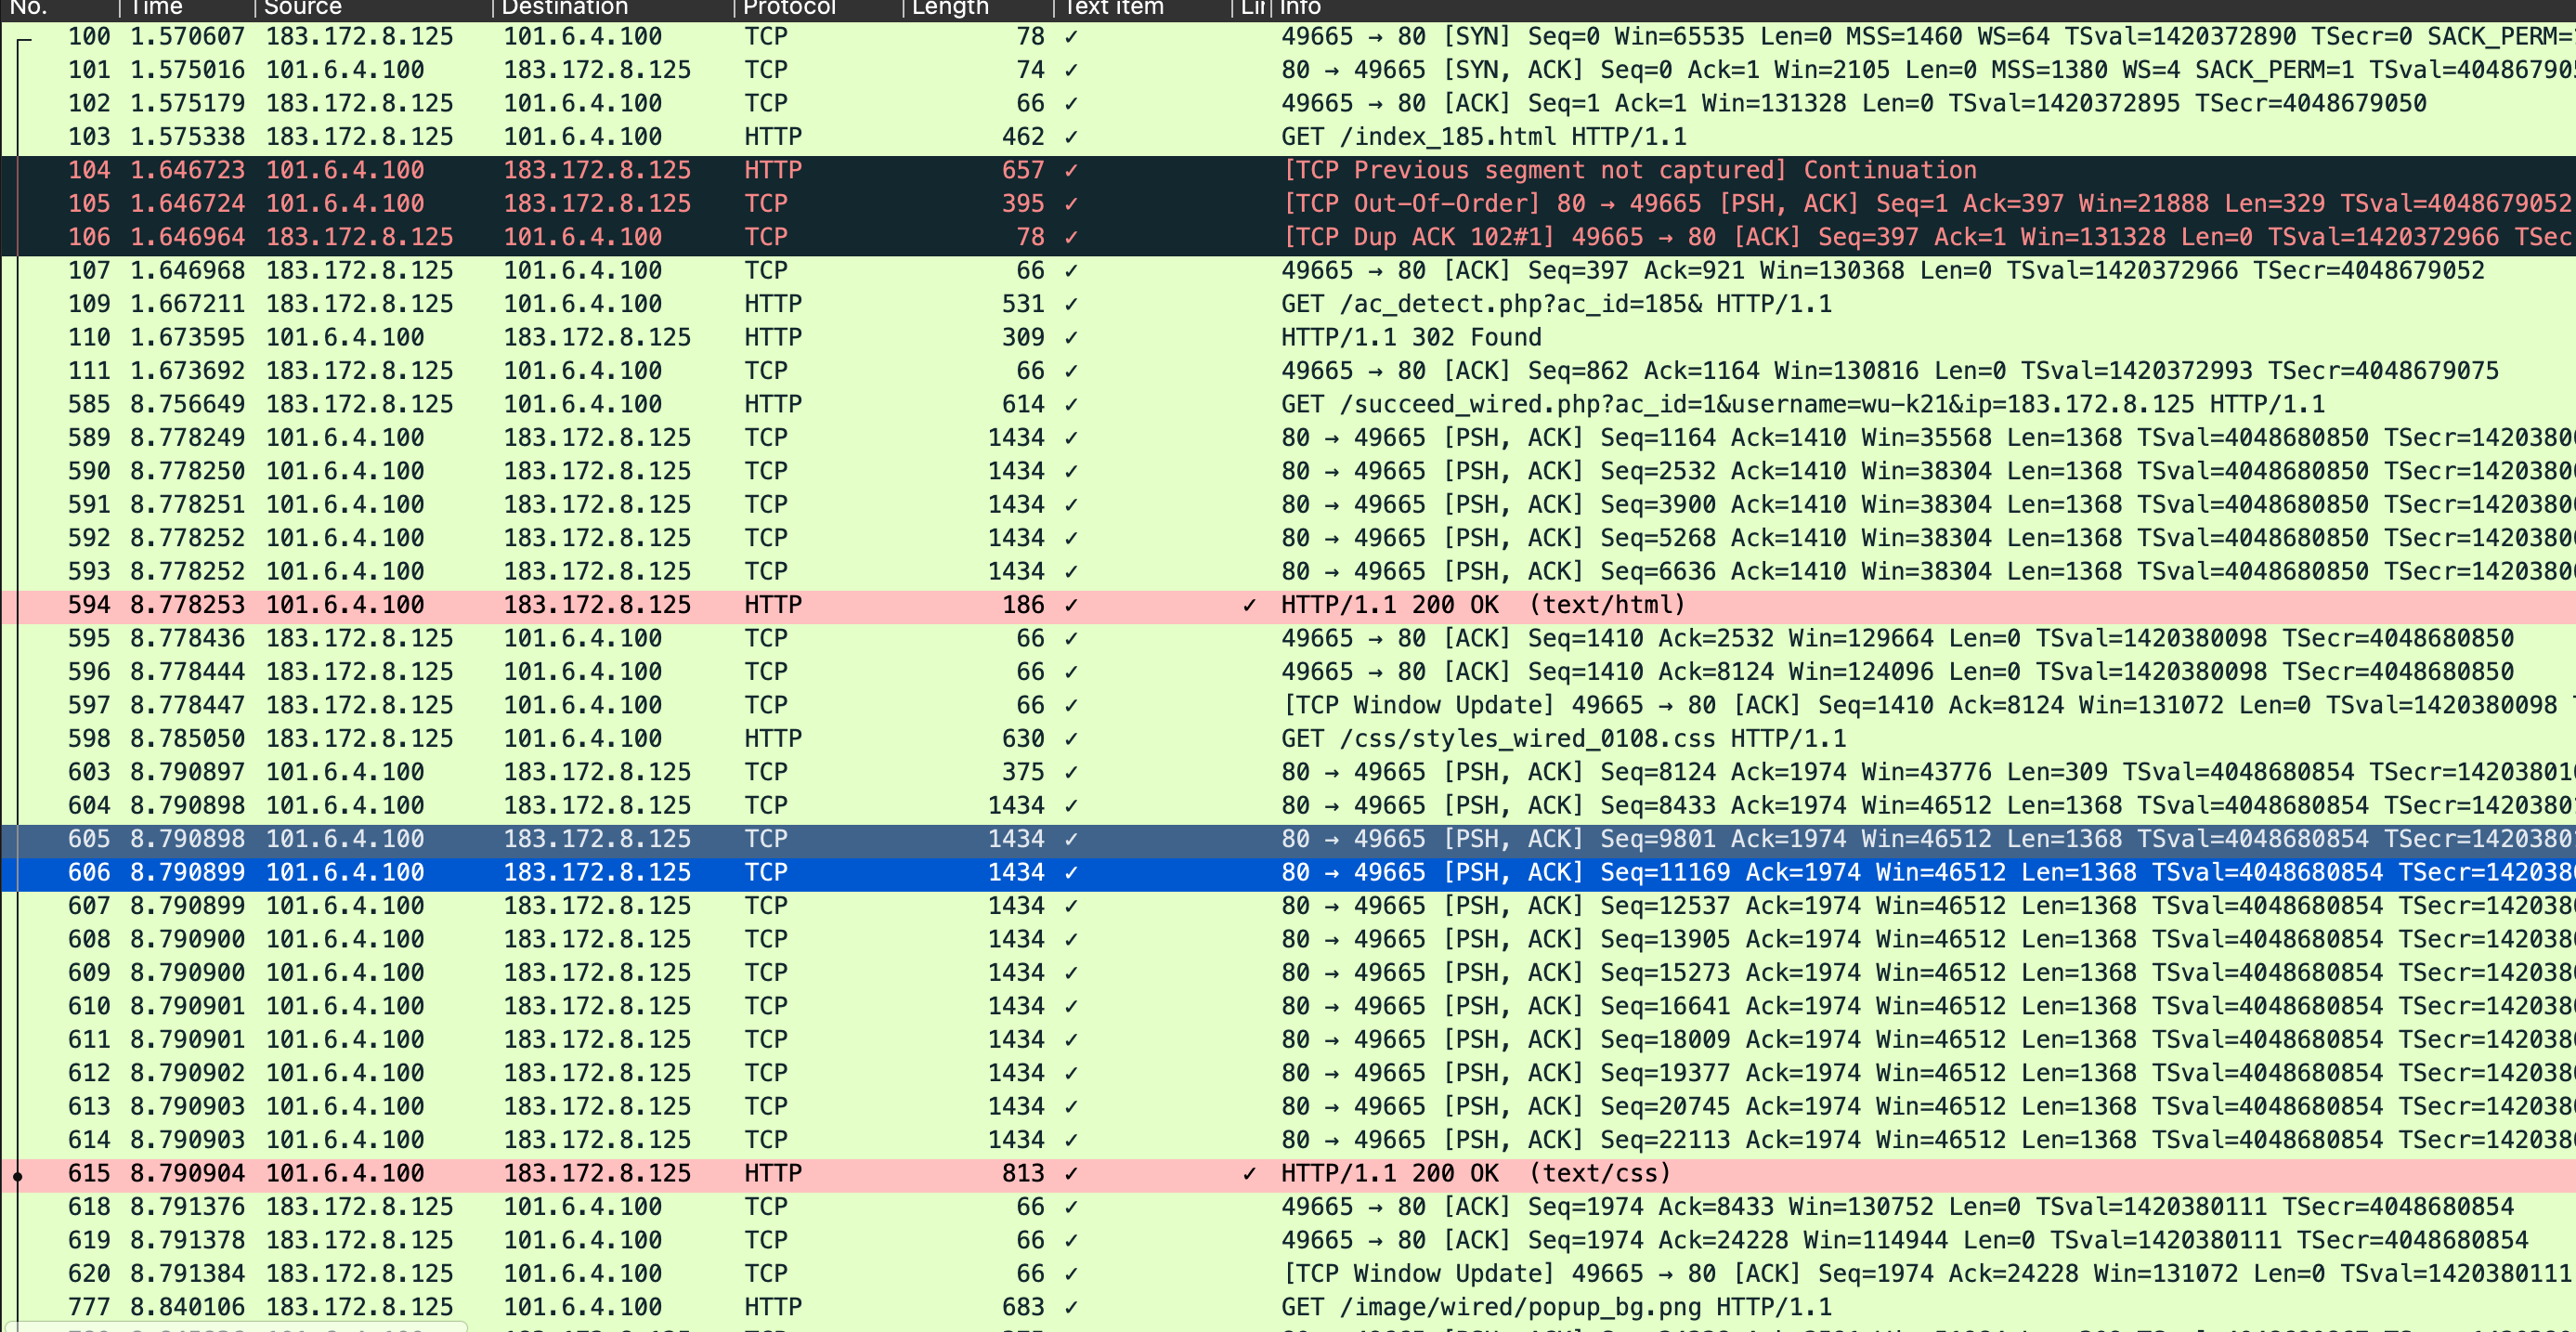 No. Time Source Destination Protocol Length Text item Lir Info
100 1.570607 183.172.8.125 101.6.4.100 TCP 78 ✓ 49665 → 80 [SYN] Seq=0 Win=65535 Len=0 MSS=1460 WS=64 TSval=1420372890 TSecr=0 SACK_PERM=
101 1.575016 101.6.4.100 183.172.8.125 TCP 74 ✓ 80 → 49665 [SYN, ACK] Seq=0 Ack=1 Win=2105 Len=0 MSS=1380 WS=4 SACK_PERM=1 TSval=404867905
102 1.575179 183.172.8.125 101.6.4.100 TCP 66 ✓ 49665 → 80 [ACK] Seq=1 Ack=1 Win=131328 Len=0 TSval=1420372895 TSecr=4048679050
103 1.575338 183.172.8.125 101.6.4.100 HTTP 462 ✓ GET /index_185.html HTTP/1.1
104 1.646723 101.6.4.100 183.172.8.125 HTTP 657 ✓ [TCP Previous segment not captured] Continuation
105 1.646724 101.6.4.100 183.172.8.125 TCP 395 ✓ [TCP Out-Of-Order] 80 → 49665 [PSH, ACK] Seq=1 Ack=397 Win=21888 Len=329 TSval=4048679052
106 1.646964 183.172.8.125 101.6.4.100 TCP 78 ✓ [TCP Dup ACK 102#1] 49665 → 80 [ACK] Seq=397 Ack=1 Win=131328 Len=0 TSval=1420372966 TSec
107 1.646968 183.172.8.125 101.6.4.100 TCP 66 ✓ 49665 → 80 [ACK] Seq=397 Ack=921 Win=130368 Len=0 TSval=1420372966 TSecr=4048679052
109 1.667211 183.172.8.125 101.6.4.100 HTTP 531 ✓ GET /ac_detect.php?ac_id=185& HTTP/1.1
110 1.673595 101.6.4.100 183.172.8.125 HTTP 309 ✓ HTTP/1.1 302 Found
111 1.673692 183.172.8.125 101.6.4.100 TCP 66 ✓ 49665 → 80 [ACK] Seq=862 Ack=1164 Win=130816 Len=0 TSval=1420372993 TSecr=4048679075
585 8.756649 183.172.8.125 101.6.4.100 HTTP 614 ✓ GET /succeed_wired.php?ac_id=1&username=wu-k21&ip=183.172.8.125 HTTP/1.1
589 8.778249 101.6.4.100 183.172.8.125 TCP 1434 ✓ 80 → 49665 [PSH, ACK] Seq=1164 Ack=1410 Win=35568 Len=1368 TSval=4048680850 TSecr=14203800
590 8.778250 101.6.4.100 183.172.8.125 TCP 1434 ✓ 80 → 49665 [PSH, ACK] Seq=2532 Ack=1410 Win=38304 Len=1368 TSval=4048680850 TSecr=14203800
591 8.778251 101.6.4.100 183.172.8.125 TCP 1434 ✓ 80 → 49665 [PSH, ACK] Seq=3900 Ack=1410 Win=38304 Len=1368 TSval=4048680850 TSecr=14203800
592 8.778252 101.6.4.100 183.172.8.125 TCP 1434 ✓ 80 → 49665 [PSH, ACK] Seq=5268 Ack=1410 Win=38304 Len=1368 TSval=4048680850 TSecr=14203800
593 8.778252 101.6.4.100 183.172.8.125 TCP 1434 ✓ 80 → 49665 [PSH, ACK] Seq=6636 Ack=1410 Win=38304 Len=1368 TSval=4048680850 TSecr=14203800
594 8.778253 101.6.4.100 183.172.8.125 HTTP 186 ✓ ✓ HTTP/1.1 200 OK (text/html)
595 8.778436 183.172.8.125 101.6.4.100 TCP 66 ✓ 49665 → 80 [ACK] Seq=1410 Ack=2532 Win=129664 Len=0 TSval=1420380098 TSecr=4048680850
596 8.778444 183.172.8.125 101.6.4.100 TCP 66 ✓ 49665 → 80 [ACK] Seq=1410 Ack=8124 Win=124096 Len=0 TSval=1420380098 TSecr=4048680850
597 8.778447 183.172.8.125 101.6.4.100 TCP 66 ✓ [TCP Window Update] 49665 → 80 [ACK] Seq=1410 Ack=8124 Win=131072 Len=0 TSval=1420380098
598 8.785050 183.172.8.125 101.6.4.100 HTTP 630 ✓ GET /css/styles_wired_0108.css HTTP/1.1
603 8.790897 101.6.4.100 183.172.8.125 TCP 375 ✓ 80 → 49665 [PSH, ACK] Seq=8124 Ack=1974 Win=43776 Len=309 TSval=4048680854 TSecr=142038010
604 8.790898 101.6.4.100 183.172.8.125 TCP 1434 ✓ 80 → 49665 [PSH, ACK] Seq=8433 Ack=1974 Win=46512 Len=1368 TSval=4048680854 TSecr=14203801
605 8.790898 101.6.4.100 183.172.8.125 TCP 1434 ✓ 80 → 49665 [PSH, ACK] Seq=9801 Ack=1974 Win=46512 Len=1368 TSval=4048680854 TSecr=14203801
606 8.790899 101.6.4.100 183.172.8.125 TCP 1434 ✓ 80 → 49665 [PSH, ACK] Seq=11169 Ack=1974 Win=46512 Len=1368 TSval=4048680854 TSecr=1420380
607 8.790899 101.6.4.100 183.172.8.125 TCP 1434 ✓ 80 → 49665 [PSH, ACK] Seq=12537 Ack=1974 Win=46512 Len=1368 TSval=4048680854 TSecr=1420380
608 8.790900 101.6.4.100 183.172.8.125 TCP 1434 ✓ 80 → 49665 [PSH, ACK] Seq=13905 Ack=1974 Win=46512 Len=1368 TSval=4048680854 TSecr=1420380
609 8.790900 101.6.4.100 183.172.8.125 TCP 1434 ✓ 80 → 49665 [PSH, ACK] Seq=15273 Ack=1974 Win=46512 Len=1368 TSval=4048680854 TSecr=1420380
610 8.790901 101.6.4.100 183.172.8.125 TCP 1434 ✓ 80 → 49665 [PSH, ACK] Seq=16641 Ack=1974 Win=46512 Len=1368 TSval=4048680854 TSecr=1420380
611 8.790901 101.6.4.100 183.172.8.125 TCP 1434 ✓ 80 → 49665 [PSH, ACK] Seq=18009 Ack=1974 Win=46512 Len=1368 TSval=4048680854 TSecr=1420380
612 8.790902 101.6.4.100 183.172.8.125 TCP 1434 ✓ 80 → 49665 [PSH, ACK] Seq=19377 Ack=1974 Win=46512 Len=1368 TSval=4048680854 TSecr=1420380
613 8.790903 101.6.4.100 183.172.8.125 TCP 1434 ✓ 80 → 49665 [PSH, ACK] Seq=20745 Ack=1974 Win=46512 Len=1368 TSval=4048680854 TSecr=1420380
614 8.790903 101.6.4.100 183.172.8.125 TCP 1434 ✓ 80 → 49665 [PSH, ACK] Seq=22113 Ack=1974 Win=46512 Len=1368 TSval=4048680854 TSecr=1420380
615 8.790904 101.6.4.100 183.172.8.125 HTTP 813 ✓ ✓ HTTP/1.1 200 OK (text/css)
618 8.791376 183.172.8.125 101.6.4.100 TCP 66 ✓ 49665 → 80 [ACK] Seq=1974 Ack=8433 Win=130752 Len=0 TSval=1420380111 TSecr=4048680854
619 8.791378 183.172.8.125 101.6.4.100 TCP 66 ✓ 49665 → 80 [ACK] Seq=1974 Ack=24228 Win=114944 Len=0 TSval=1420380111 TSecr=4048680854
620 8.791384 183.172.8.125 101.6.4.100 TCP 66 ✓ [TCP Window Update] 49665 → 80 [ACK] Seq=1974 Ack=24228 Win=131072 Len=0 TSval=1420380111
777 8.840106 183.172.8.125 101.6.4.100 HTTP 683 ✓ GET /image/wired/popup_bg.png HTTP/1.1